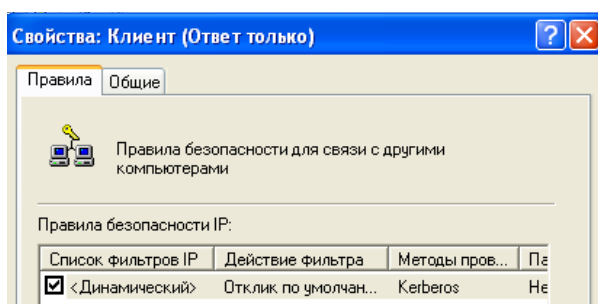 Свойства: Клиент (Ответ только)
Правила Общие
Правила безопасности для связи с другими
компьютерами
Правила безопасности IP:
Список фильтров IP Действие фильтра Методы пров... Па
<Динамический> Отклик по умолчан... Kerberos Не